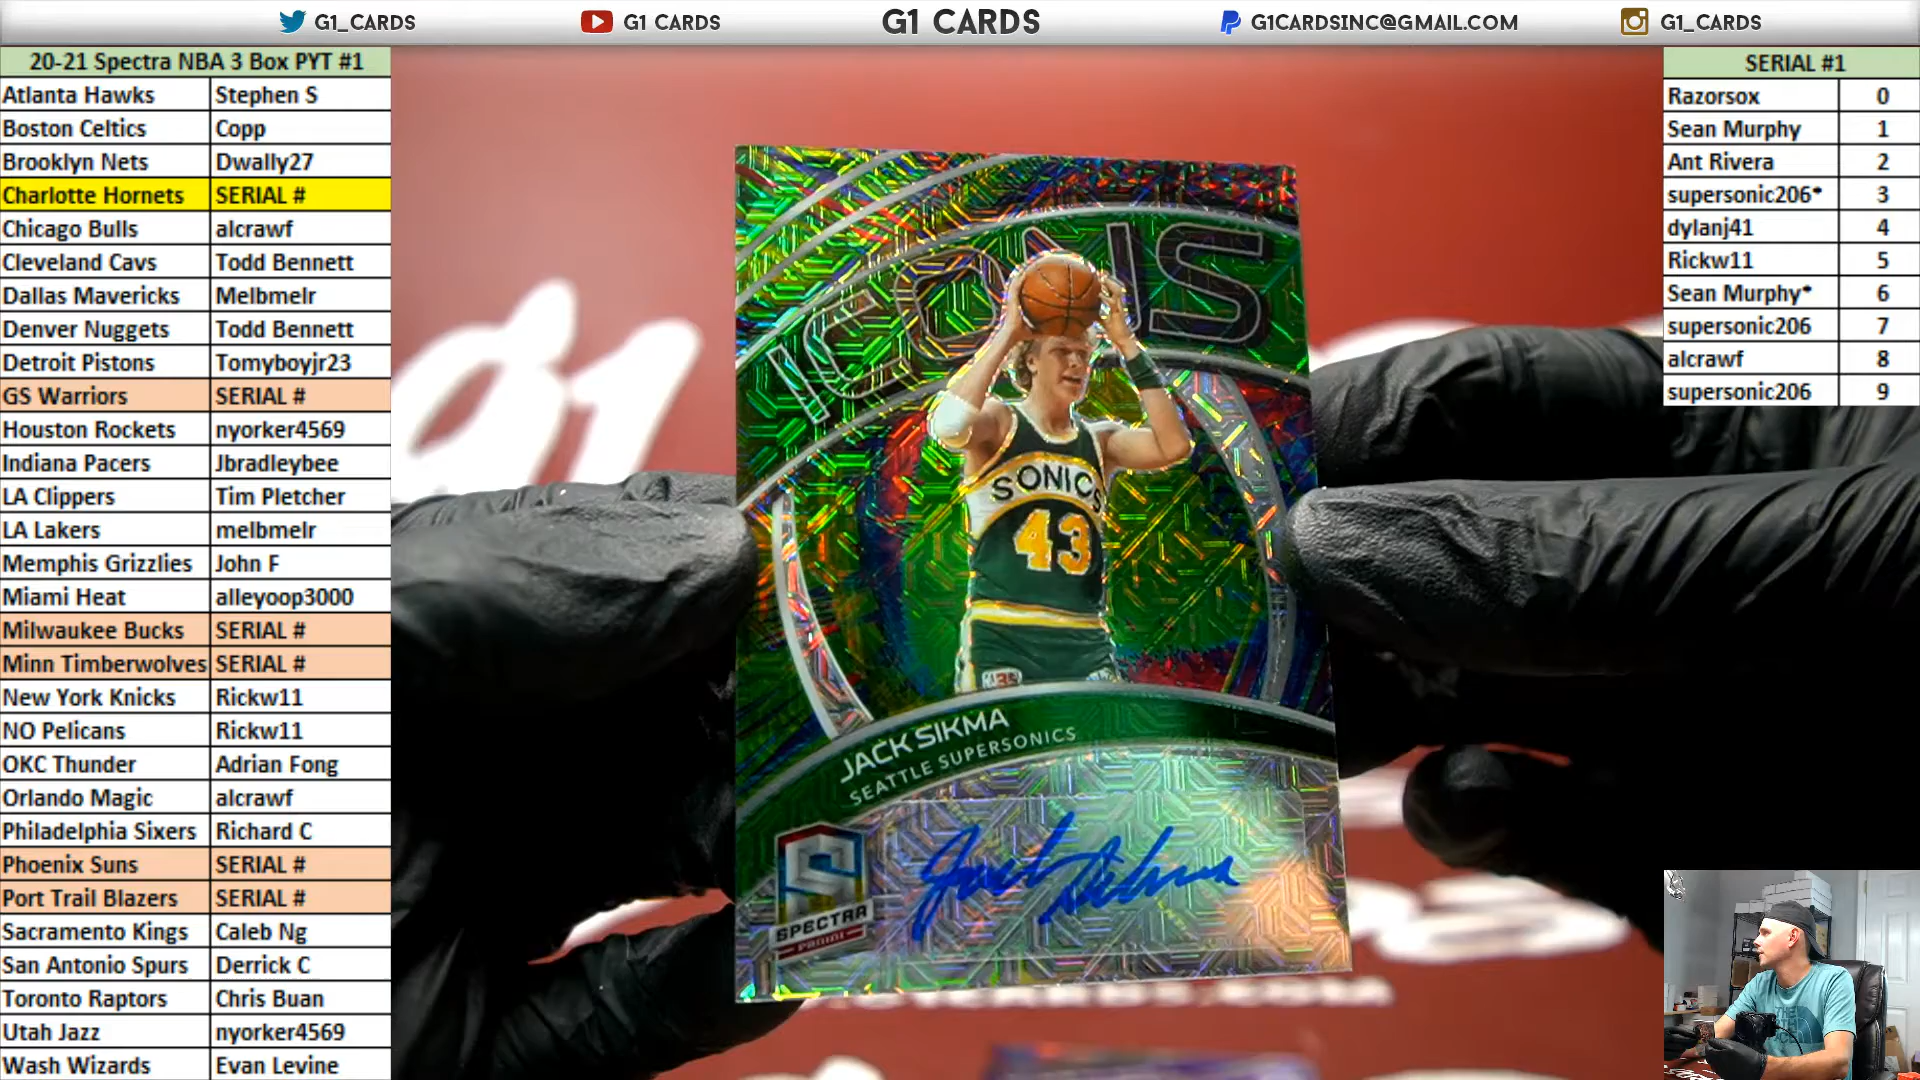 G1_CARDS
G1 CARDS
G1 CARDS
G1CARDSINC@GMAIL.COM
G1_CARDS
20-21 Spectra NBA 3 Box PYT #1
Atlanta Hawks Stephen S
Boston Celtics Copp
Brooklyn Nets Dwally27
Charlotte Hornets SERIAL #
Chicago Bulls alcrawf
Cleveland Cavs Todd Bennett
Dallas Mavericks Melbmelr
Denver Nuggets Todd Bennett
Detroit Pistons Tomyboyjr23
GS Warriors SERIAL #
Houston Rockets nyorker4569
Indiana Pacers Jbradleybee
LA Clippers Tim Pletcher
LA Lakers melbmelr
Memphis Grizzlies John F
Miami Heat alleyoop3000
Milwaukee Bucks SERIAL #
Minn Timberwolves SERIAL #
New York Knicks Rickw11
NO Pelicans Rickw11
OKC Thunder Adrian Fong
Orlando Magic alcrawf
Philadelphia Sixers Richard C
Phoenix Suns SERIAL #
Port Trail Blazers SERIAL #
Sacramento Kings Caleb Ng
San Antonio Spurs Derrick C
Toronto Raptors Chris Buan
Utah Jazz nyorker4569
Wash Wizards Evan Levine
ICONS
SONICS
43
JACK SIKMA
SEATTLE SUPERSONICS
Jack Sikma
SPECTRA
PANINI
g1
SERIAL #1
Razorsox 0
Sean Murphy 1
Ant Rivera 2
supersonic206* 3
dylanj41 4
Rickw11 5
Sean Murphy* 6
supersonic206 7
alcrawf 8
supersonic206 9